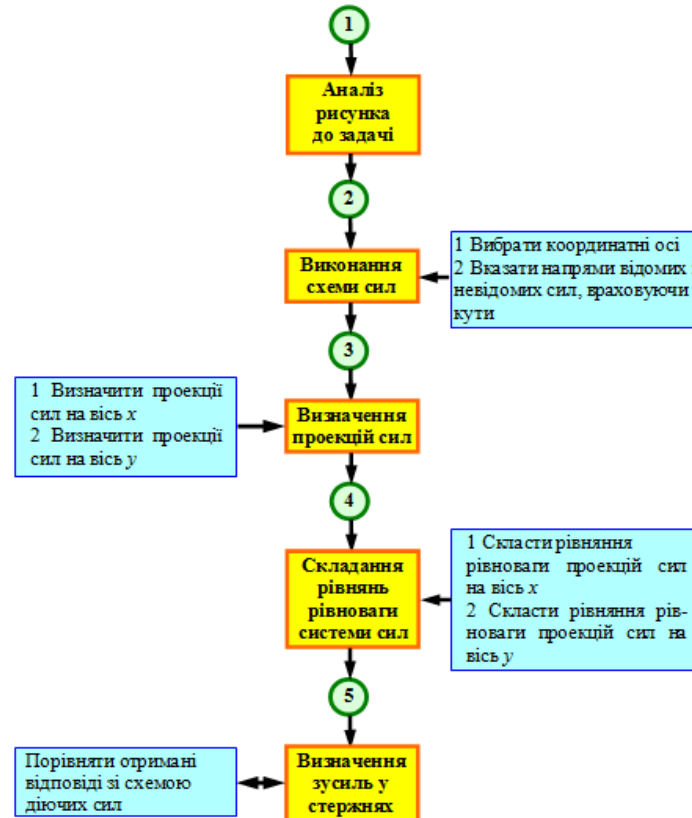 1
Аналіз
рисунка
до задачі
2
Виконання
схеми сил
1 Вибрати координатні осі
2 Вказати напрями відомих
невідомих сил, враховуючи
кути
3
1 Визначити проекції
сил на вісь x
2 Визначити проекції
сил на вісь y
Визначення
проекцій сил
4
Складання
рівнянь
рівноваги
системи сил
1 Скласти рівняння
рівноваги проекцій сил
на вісь x
2 Скласти рівняння рів-
новаги проекцій сил на
вісь y
5
Порівняти отримані
відповіді зі схемою
діючих сил
Визначення
зусиль у
стержнях